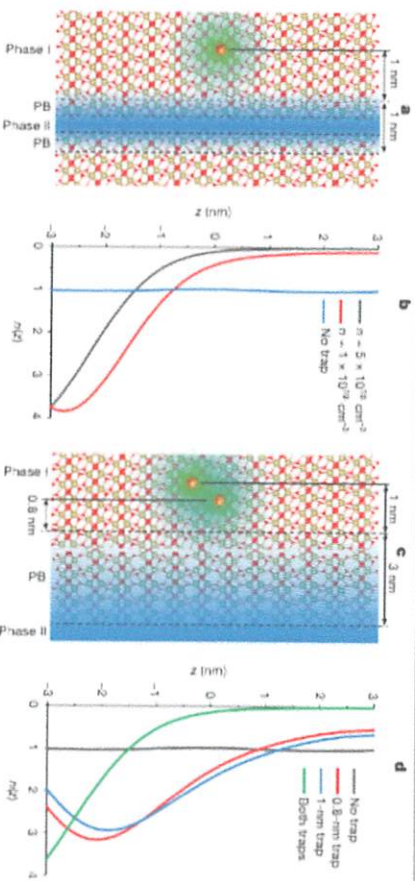 a
Phase I
PB
Phase II
PB
1 nm
1 nm
b
z (nm)
3
2
1
0
−1
−2
−3
0
1
2
3
4
n(z)
No trap
c
Phase I
0.8 nm
PB
Phase II
1 nm
3 nm
d
z (nm)
3
2
1
0
−1
−2
−3
0
1
2
3
4
n(z)
No trap
0.8-nm trap
1-nm trap
Both traps